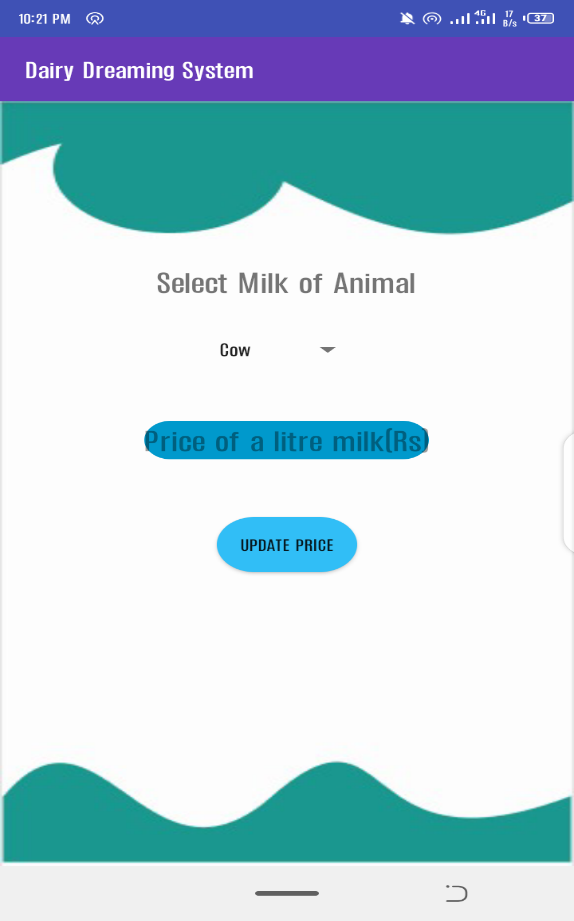 10:21 PM
4G
17
B/s
37
Dairy Dreaming System
Select Milk of Animal
Cow
Price of a litre milk(Rs)
UPDATE PRICE